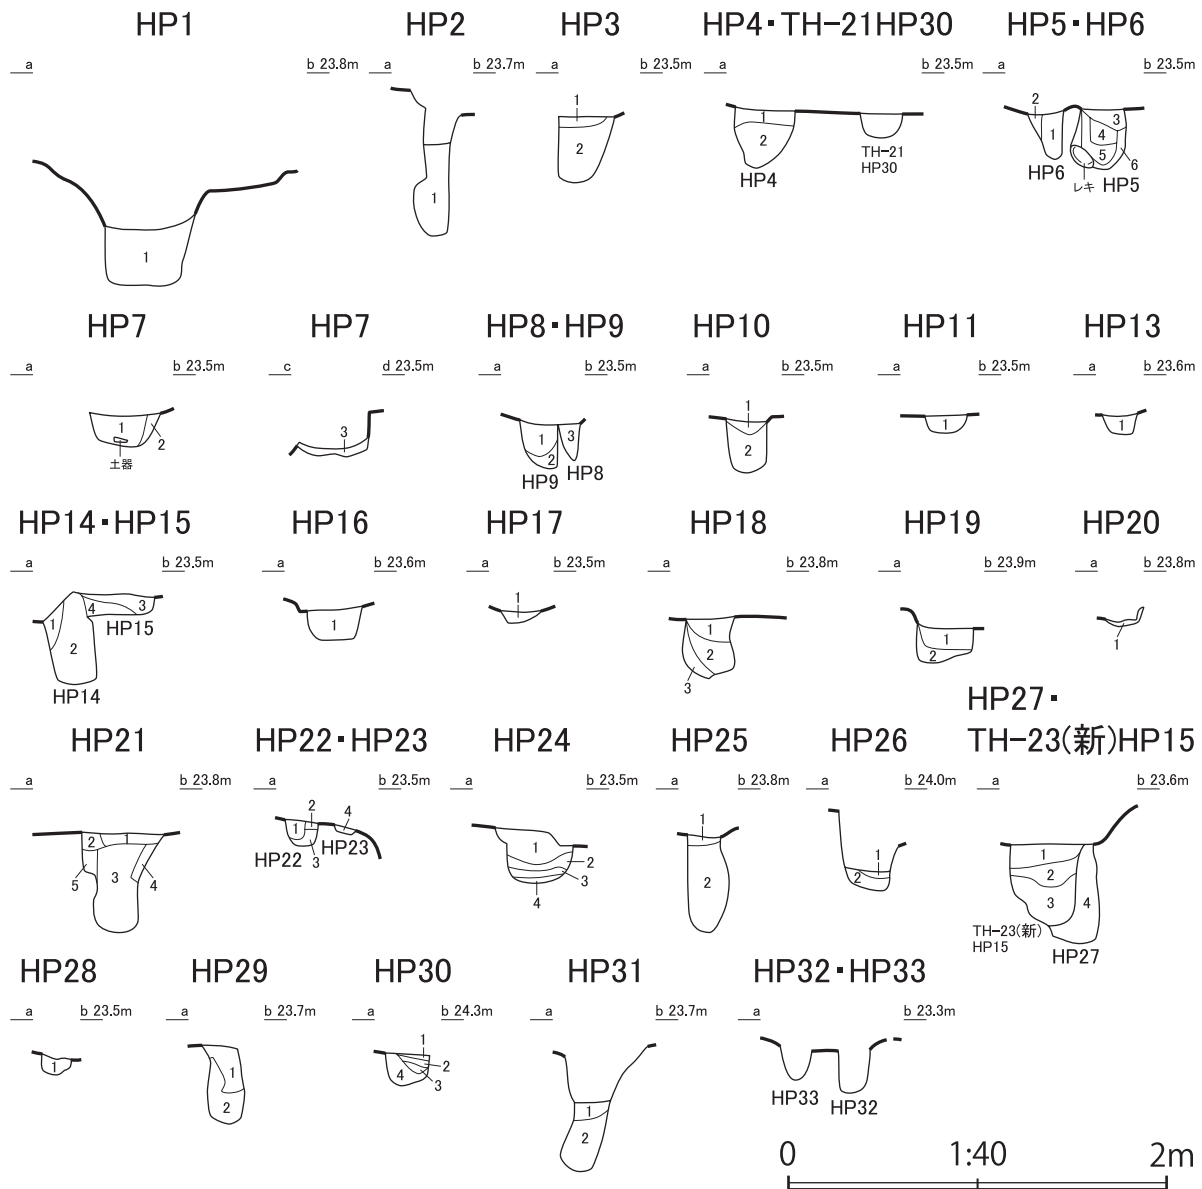 HP1 HP2 HP3 HP4・TH-21HP30 HP5・HP6
a b 23.8m a b 23.7m a b 23.5m a b 23.5m a b 23.5m
1
1
1 2
1 2 HP4 TH-21
HP30
2 1 3 4 5 6 HP6 レキ HP5
HP7 HP7 HP8・HP9 HP10 HP11 HP13
a b 23.5m c d 23.5m a b 23.5m a b 23.5m a b 23.5m a b 23.6m
1 2 土器
3
1 2 3 HP9 HP8
1 2
1
1
HP14・HP15 HP16 HP17 HP18 HP19 HP20
a b 23.5m a b 23.6m a b 23.5m a b 23.8m a b 23.9m a b 23.8m
1 2 4 3 HP15 HP14
1
1
1 2 3
1 2
1
HP21 HP22・HP23 HP24 HP25 HP26 HP27・
TH-23(新)HP15
a b 23.8m a b 23.5m a b 23.5m a b 23.8m a b 24.0m a b 23.6m
2 1 5 3 4
1 2 3 4 HP22 HP23
1 2 3 4
1 2
1 2
1 2 3 4 TH-23(新)
HP15 HP27
HP28 HP29 HP30 HP31 HP32・HP33
a b 23.5m a b 23.7m a b 24.3m a b 23.7m a b 23.3m
1
1 2
1 2 3 4
1 2
HP33 HP32
0 1:40 2m